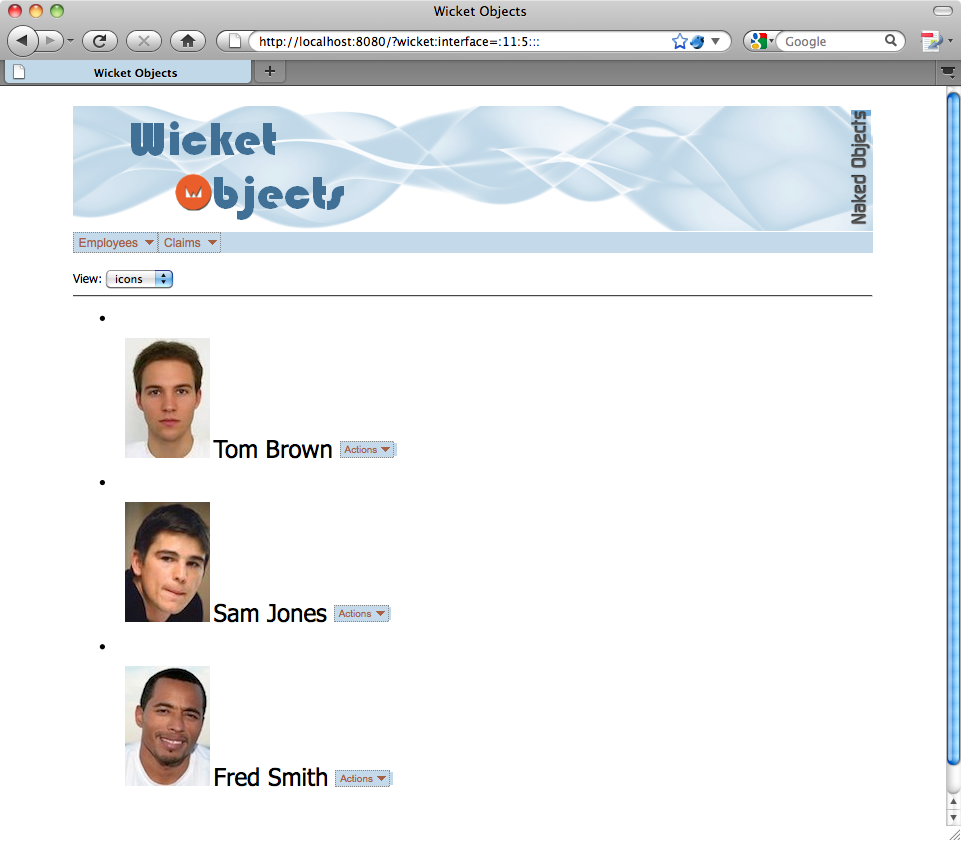 Wicket Objects
http://localhost:8080/?wicket:interface=:11:5:::
Google
Wicket Objects
Wicket
Objects
Naked Objects
Employees Claims
View: icons
Tom Brown Actions
Sam Jones Actions
Fred Smith Actions